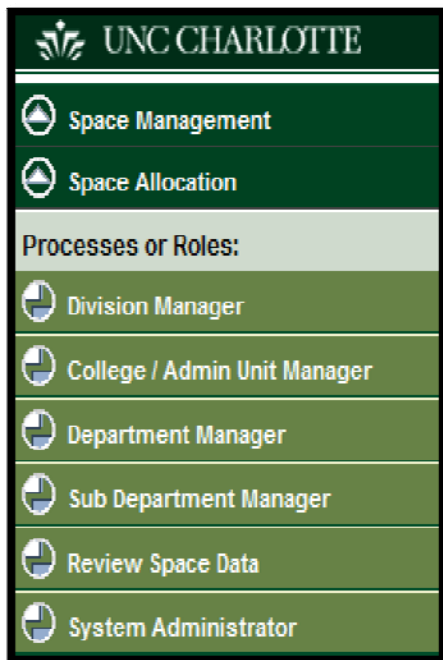 UNC CHARLOTTE
Space Management
Space Allocation
Processes or Roles:
Division Manager
College / Admin Unit Manager
Department Manager
Sub Department Manager
Review Space Data
System Administrator